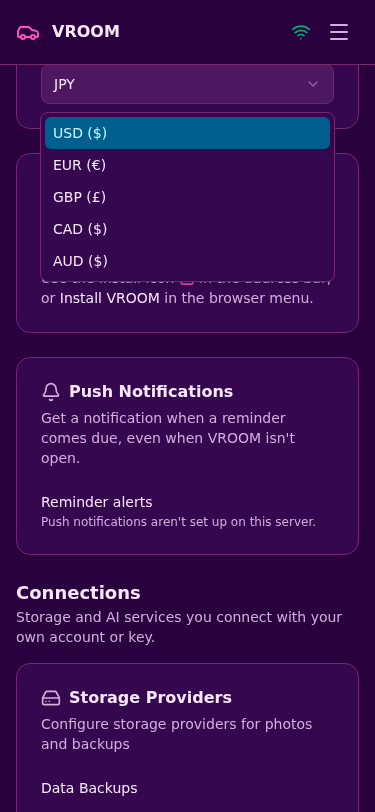 VROOM
JPY
USD ($)
EUR (€)
GBP (£)
CAD ($)
AUD ($)
or Install VROOM in the browser menu.
Push Notifications
Get a notification when a reminder
comes due, even when VROOM isn't
open.
Reminder alerts
Push notifications aren't set up on this server.
Connections
Storage and AI services you connect with your
own account or key.
Storage Providers
Configure storage providers for photos
and backups
Data Backups